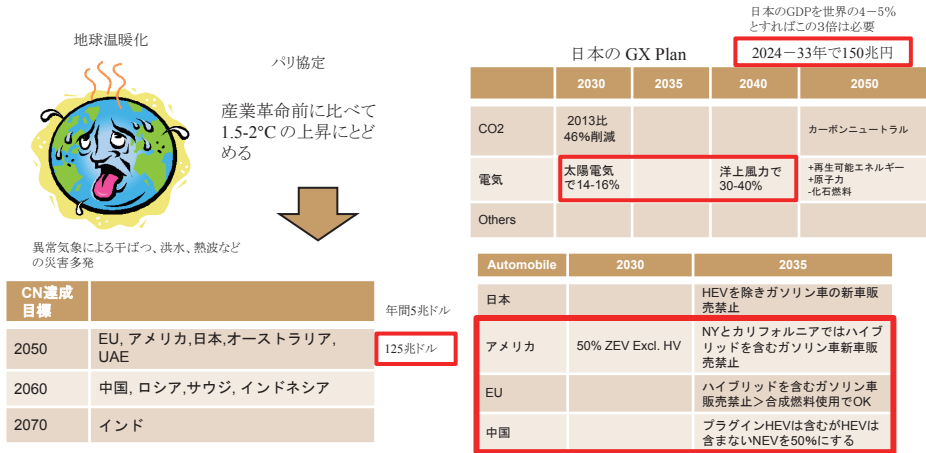 地球温暖化
パリ協定
産業革命前に比べて
1.5-2°C の上昇にとど
める
異常気象による干ばつ、洪水、熱波など
の災害多発
CN達成
目標
年間5兆ドル
2050
EU, アメリカ,日本,オーストラリア,
UAE
125兆ドル
2060
中国, ロシア,サウジ, インドネシア
2070
インド
日本のGDPを世界の4－5%
とすればこの3倍は必要
日本の GX Plan
2024－33年で150兆円
2030
2035
2040
2050
CO2
2013比
46%削減
カーボンニュートラル
電気
太陽電気
で14-16%
洋上風力で
30-40%
+再生可能エネルギー
+原子力
-化石燃料
Others
Automobile
2030
2035
日本
HEVを除きガソリン車の新車販
売禁止
アメリカ
50% ZEV Excl. HV
NYとカリフォルニアではハイブ
リッドを含むガソリン車新車販
売禁止
EU
ハイブリッドを含むガソリン車
販売禁止＞合成燃料使用でOK
中国
プラグインHEVは含むがHEVは
含まないNEVを50%にする